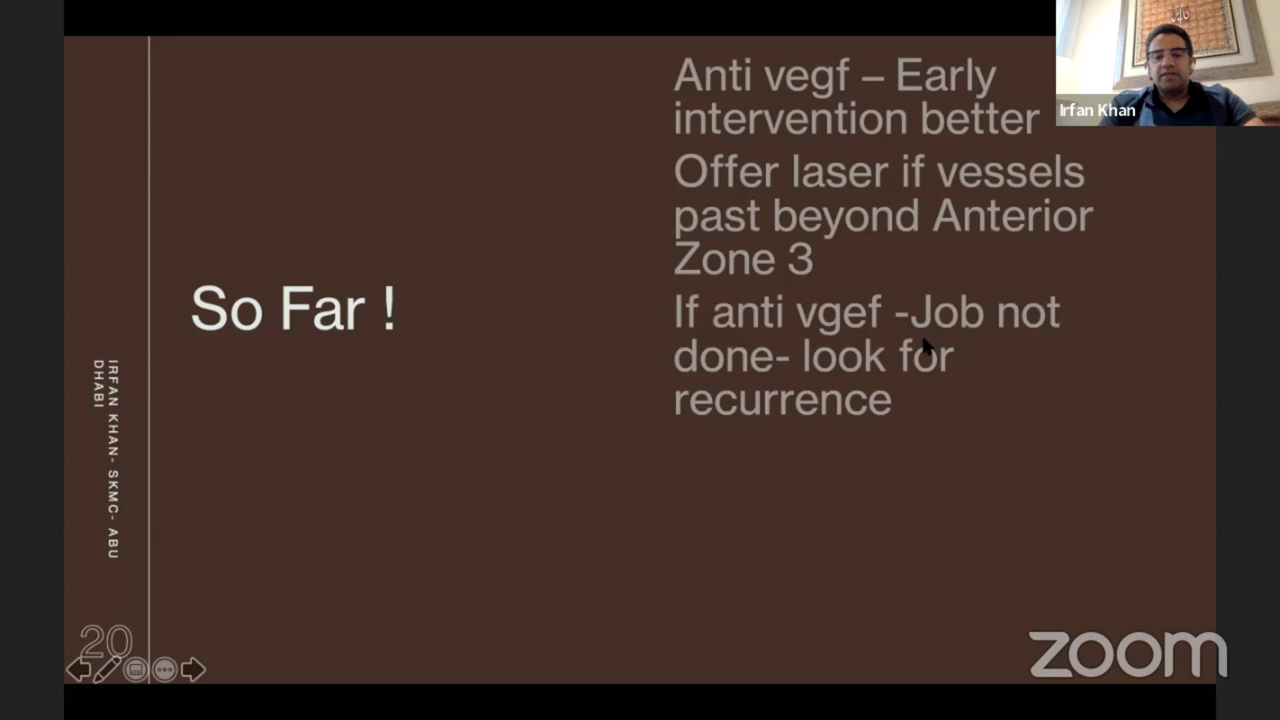 Anti vegf – Early
intervention better
Offer laser if vessels
past beyond Anterior
Zone 3
If anti vgef -Job not
done- look for
recurrence
So Far !
IRFAN KHAN- SKMC- ABU
DHABI
20
Irfan Khan
zoom